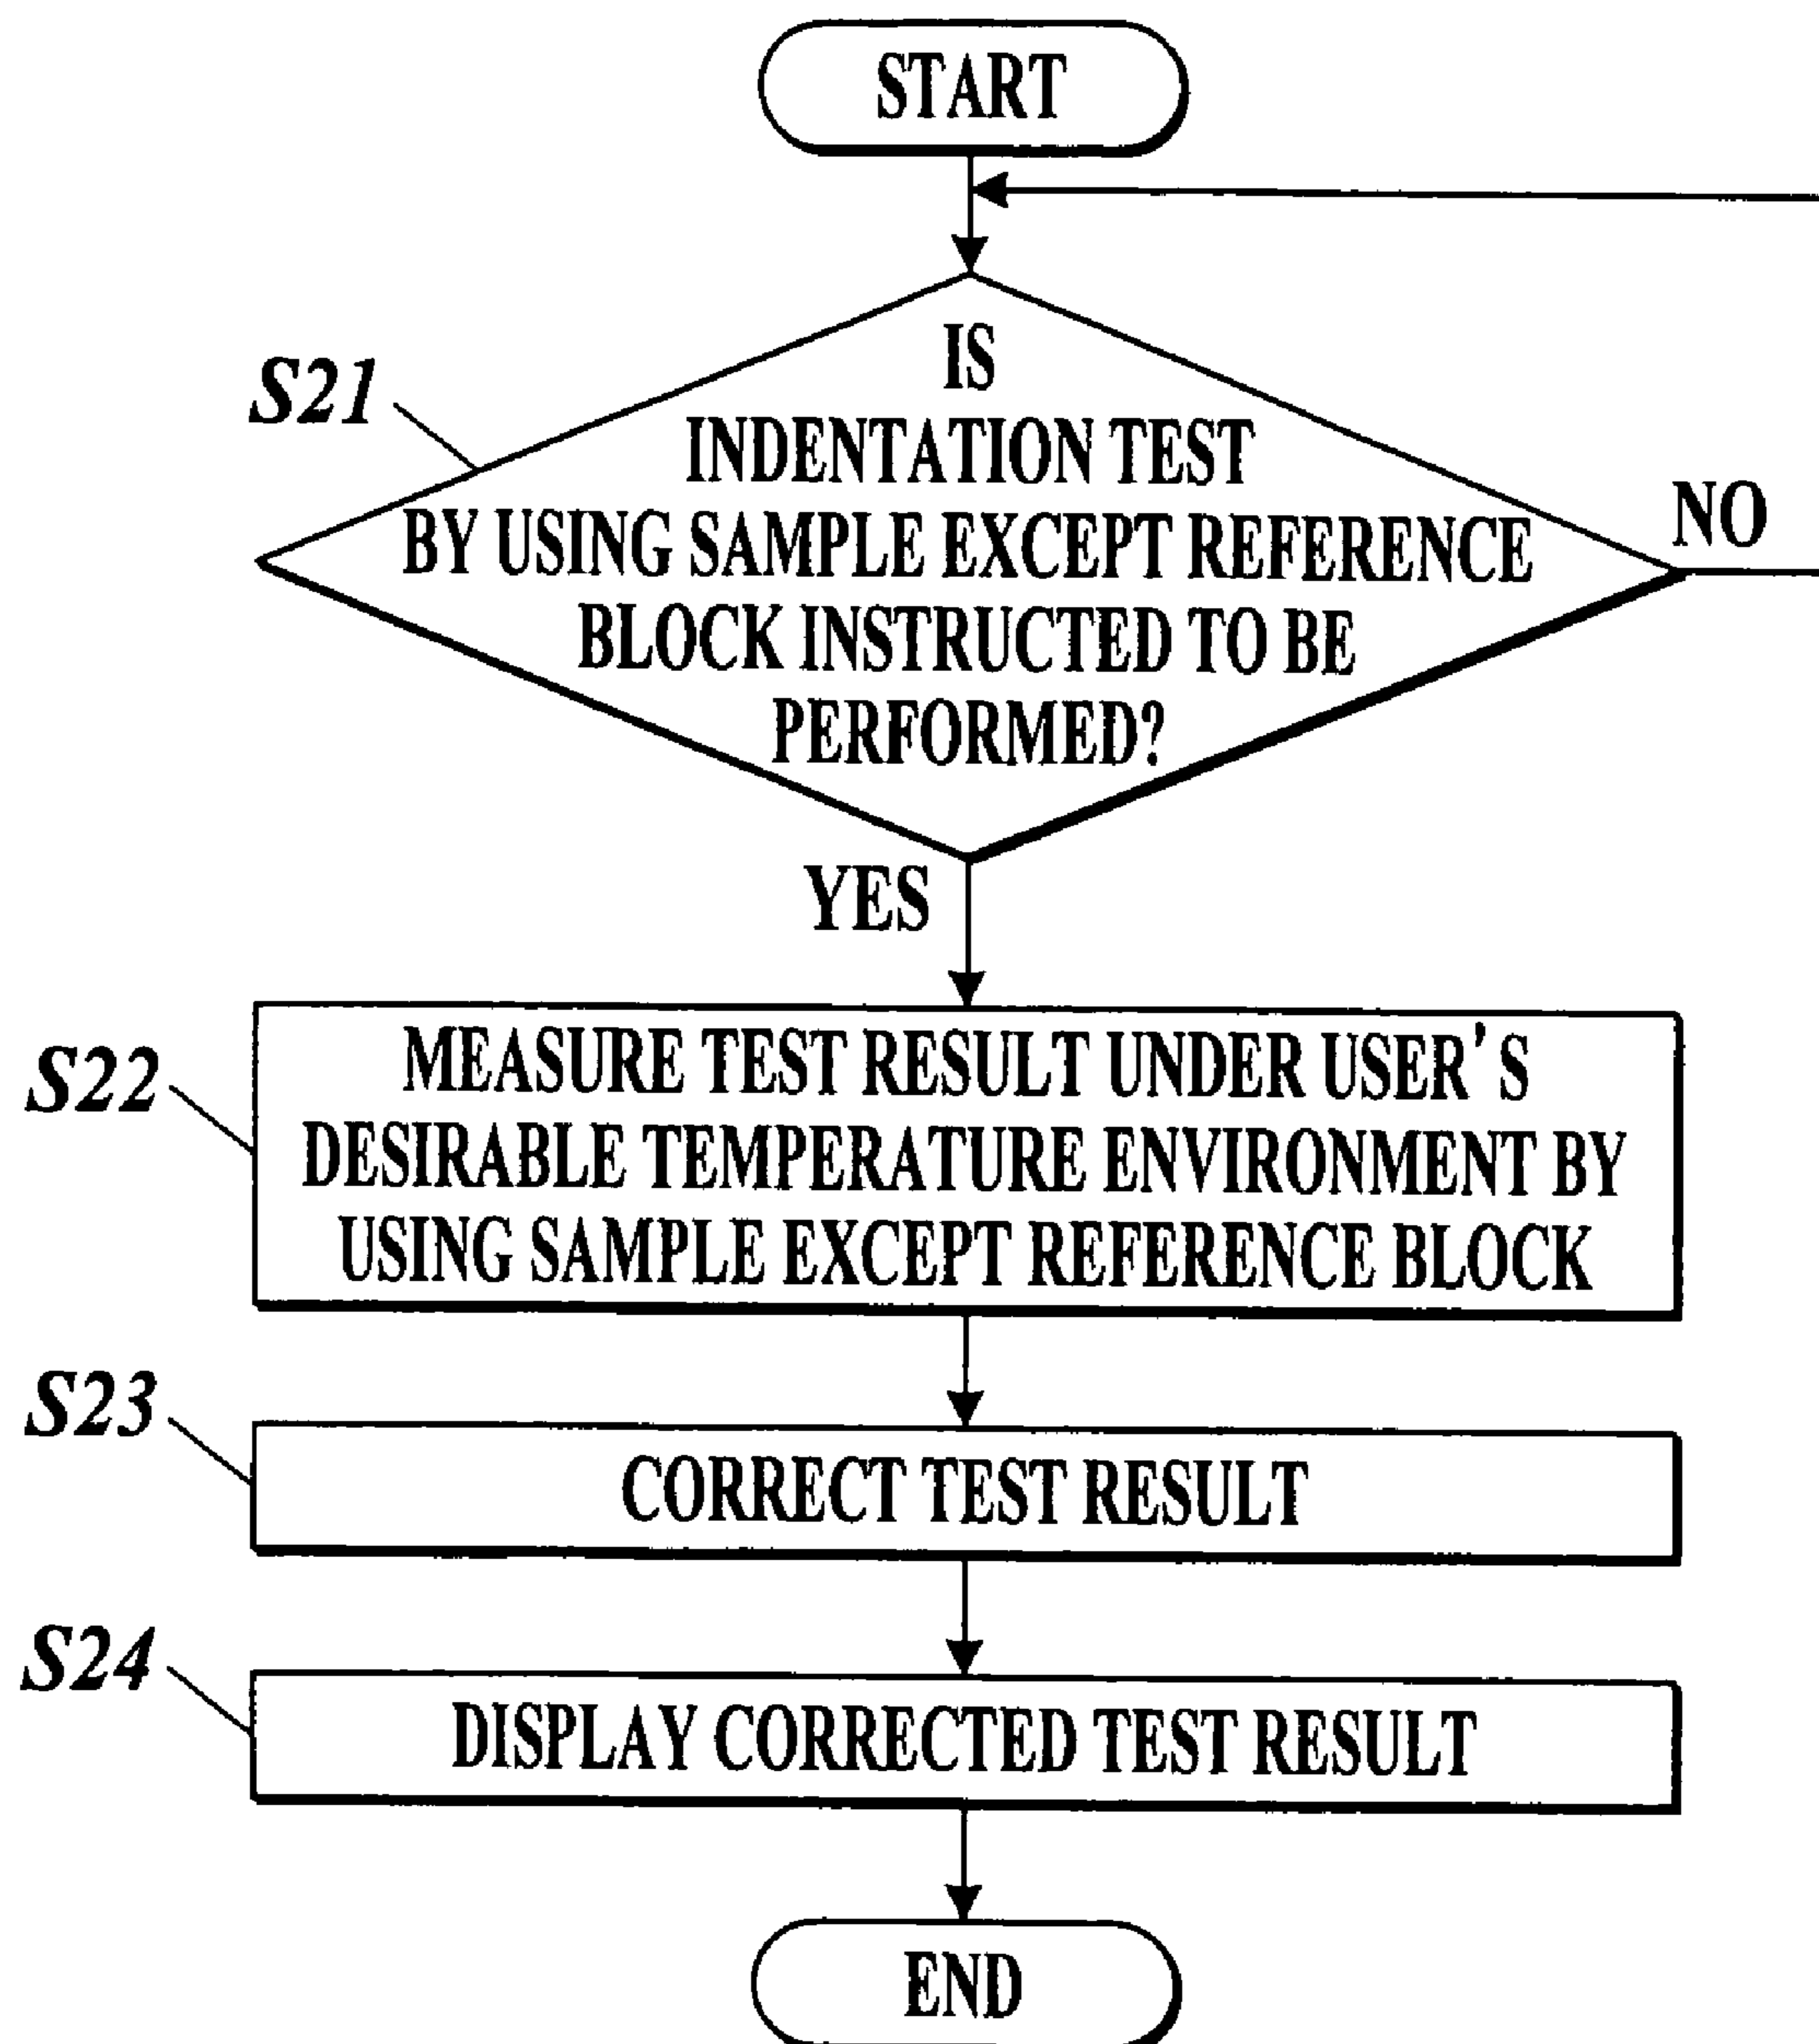 START
S21
IS
INDENTATION TEST
BY USING SAMPLE EXCEPT REFERENCE
BLOCK INSTRUCTED TO BE
PERFORMED?
NO
YES
S22
MEASURE TEST RESULT UNDER USER'S
DESIRABLE TEMPERATURE ENVIRONMENT BY
USING SAMPLE EXCEPT REFERENCE BLOCK
S23
CORRECT TEST RESULT
S24
DISPLAY CORRECTED TEST RESULT
END